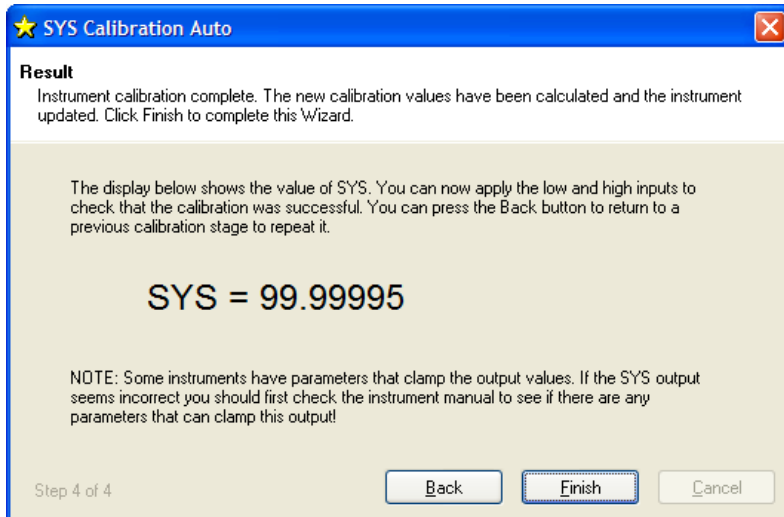 SYS Calibration Auto
Result
Instrument calibration complete. The new calibration values have been calculated and the instrument
updated. Click Finish to complete this Wizard.
The display below shows the value of SYS. You can now apply the low and high inputs to
check that the calibration was successful. You can press the Back button to return to a
previous calibration stage to repeat it.
SYS = 99.99995
NOTE: Some instruments have parameters that clamp the output values. If the SYS output
seems incorrect you should first check the instrument manual to see if there are any
parameters that can clamp this output!
Step 4 of 4 Back Finish Cancel